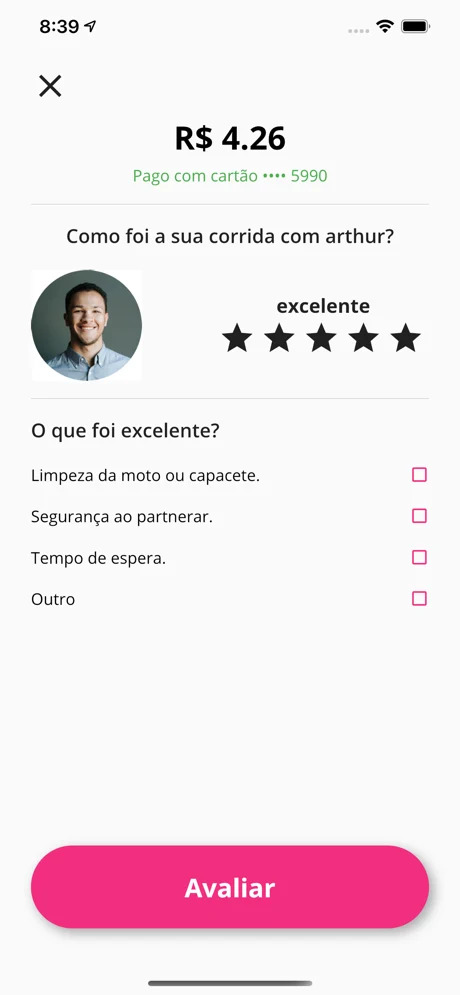 8:39
R$ 4.26
Pago com cartão •••• 5990
Como foi a sua corrida com arthur?
excelente
O que foi excelente?
Limpeza da moto ou capacete.
Segurança ao partnerar.
Tempo de espera.
Outro
Avaliar